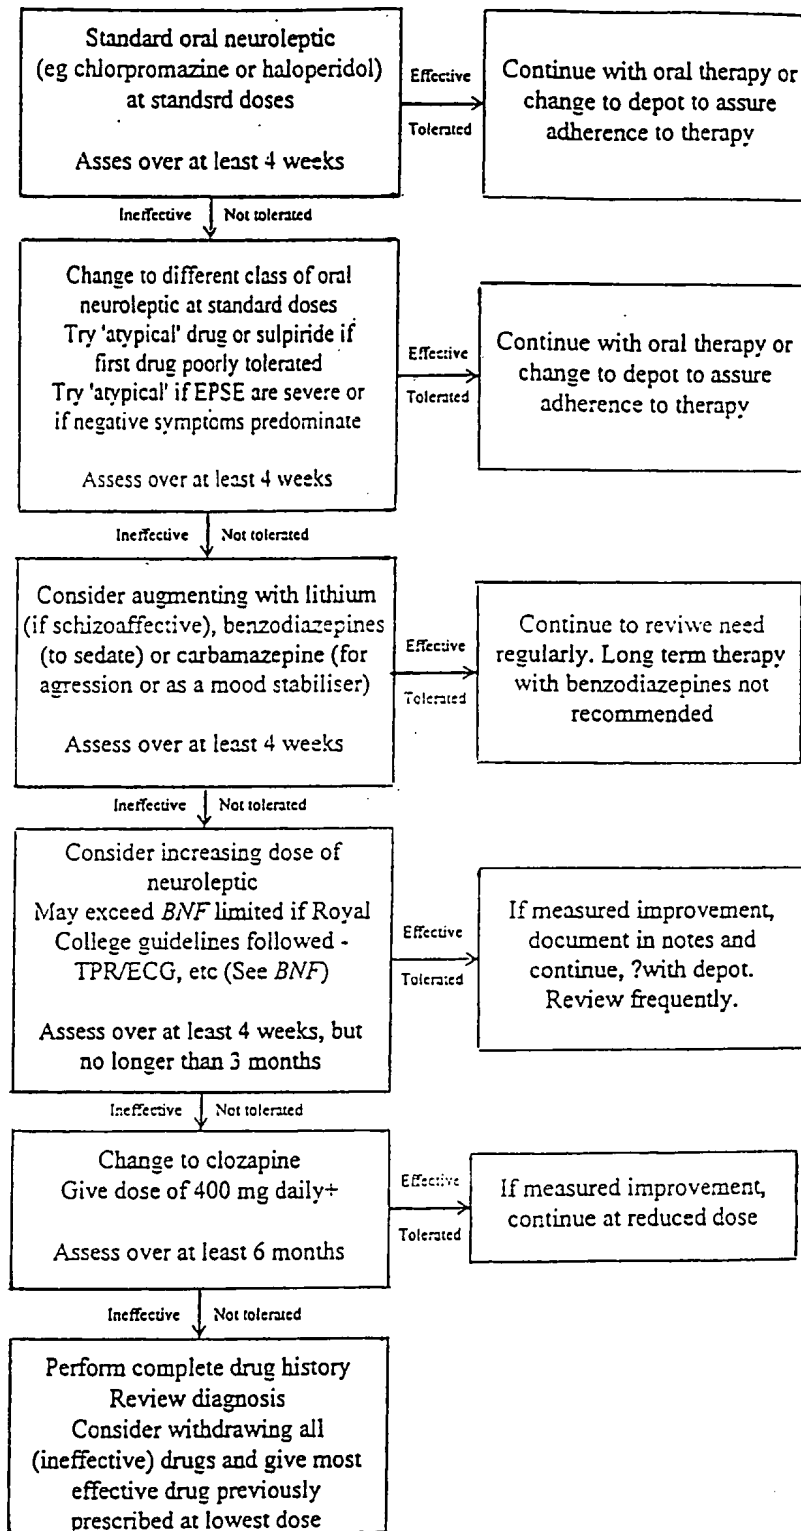 Standard oral neuroleptic
(eg chlorpromazine or haloperidol)
at standsrd doses
Asses over at least 4 weeks
Effective
Tolerated
Continue with oral therapy or
change to depot to assure
adherence to therapy
Ineffective Not tolerated
Change to different class of oral
neuroleptic at standard doses
Try 'atypical' drug or sulpiride if
first drug poorly tolerated
Try 'atypical' if EPSE are severe or
if negative symptoms predominate
Assess over at least 4 weeks
Effective
Tolerated
Continue with oral therapy or
change to depot to assure
adherence to therapy
Ineffective Not tolerated
Consider augmenting with lithium
(if schizoaffective), benzodiazepines
(to sedate) or carbamazepine (for
agression or as a mood stabiliser)
Assess over at least 4 weeks
Effective
Tolerated
Continue to reviwe need
regularly. Long term therapy
with benzodiazepines not
recommended
Ineffective Not tolerated
Consider increasing dose of
neuroleptic
May exceed BNF limited if Royal
College guidelines followed -
TPR/ECG, etc (See BNF)
Assess over at least 4 weeks, but
no longer than 3 months
Effective
Tolerated
If measured improvement,
document in notes and
continue, ?with depot.
Review frequently.
Ineffective Not tolerated
Change to clozapine
Give dose of 400 mg daily+
Assess over at least 6 months
Effective
Tolerated
If measured improvement,
continue at reduced dose
Ineffective Not tolerated
Perform complete drug history
Review diagnosis
Consider withdrawing all
(ineffective) drugs and give most
effective drug previously
prescribed at lowest dose